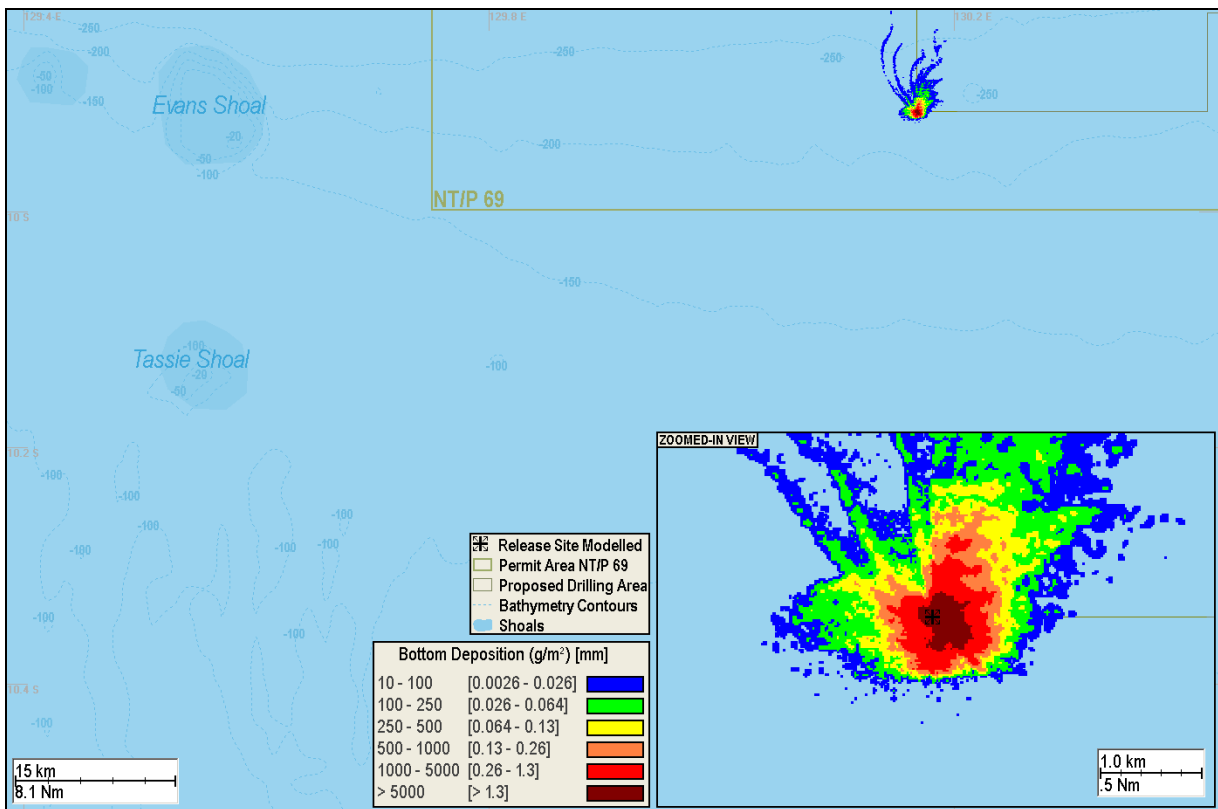 129.4 E
129.8 E
130.2 E
-250
-200
-50
-100
-150
Evans Shoal
-20
-50
-100
-250
-250
-250
-200
NT/P 69
10 S
-150
-100
Tassie Shoal
-20
-50
-100
10.2 S
-100
-100
-100
-100
-100
-100
-100
-100
-100
10.4 S
-100
Release Site Modelled
Permit Area NT/P 69
Proposed Drilling Area
Bathymetry Contours
Shoals
Bottom Deposition (g/m²) [mm]
10 - 100 [0.0026 - 0.026]
100 - 250 [0.026 - 0.064]
250 - 500 [0.064 - 0.13]
500 - 1000 [0.13 - 0.26]
1000 - 5000 [0.26 - 1.3]
> 5000 [> 1.3]
15 km
8.1 Nm
ZOOMED-IN VIEW
1.0 km
.5 Nm